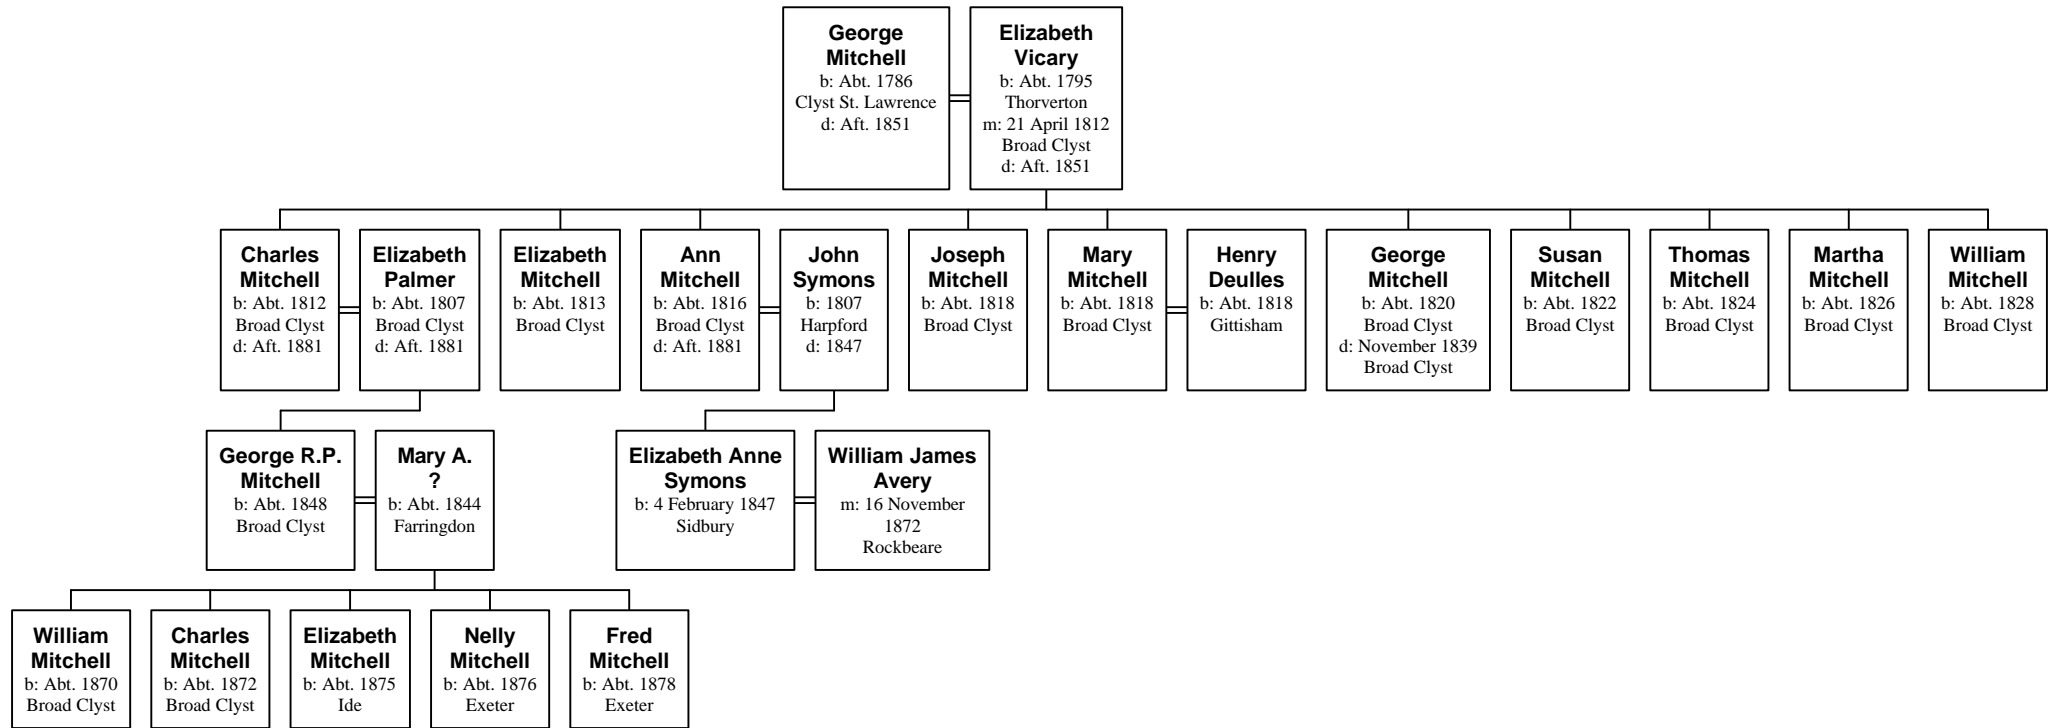 George
Mitchell
b: Abt. 1786
Clyst St. Lawrence
d: Aft. 1851
Elizabeth
Vicary
b: Abt. 1795
Thorverton
m: 21 April 1812
Broad Clyst
d: Aft. 1851
Charles
Mitchell
b: Abt. 1812
Broad Clyst
d: Aft. 1881
Elizabeth
Palmer
b: Abt. 1807
Broad Clyst
d: Aft. 1881
Elizabeth
Mitchell
b: Abt. 1813
Broad Clyst
Ann
Mitchell
b: Abt. 1816
Broad Clyst
d: Aft. 1881
John
Symons
b: 1807
Harpford
d: 1847
Joseph
Mitchell
b: Abt. 1818
Broad Clyst
Mary
Mitchell
b: Abt. 1818
Broad Clyst
Henry
Deulles
b: Abt. 1818
Gittisham
George
Mitchell
b: Abt. 1820
Broad Clyst
d: November 1839
Broad Clyst
Susan
Mitchell
b: Abt. 1822
Broad Clyst
Thomas
Mitchell
b: Abt. 1824
Broad Clyst
Martha
Mitchell
b: Abt. 1826
Broad Clyst
William
Mitchell
b: Abt. 1828
Broad Clyst
George R.P.
Mitchell
b: Abt. 1848
Broad Clyst
Mary A.
?
b: Abt. 1844
Farringdon
Elizabeth Anne
Symons
b: 4 February 1847
Sidbury
William James
Avery
m: 16 November
1872
Rockbeare
William
Mitchell
b: Abt. 1870
Broad Clyst
Charles
Mitchell
b: Abt. 1872
Broad Clyst
Elizabeth
Mitchell
b: Abt. 1875
Ide
Nelly
Mitchell
b: Abt. 1876
Exeter
Fred
Mitchell
b: Abt. 1878
Exeter